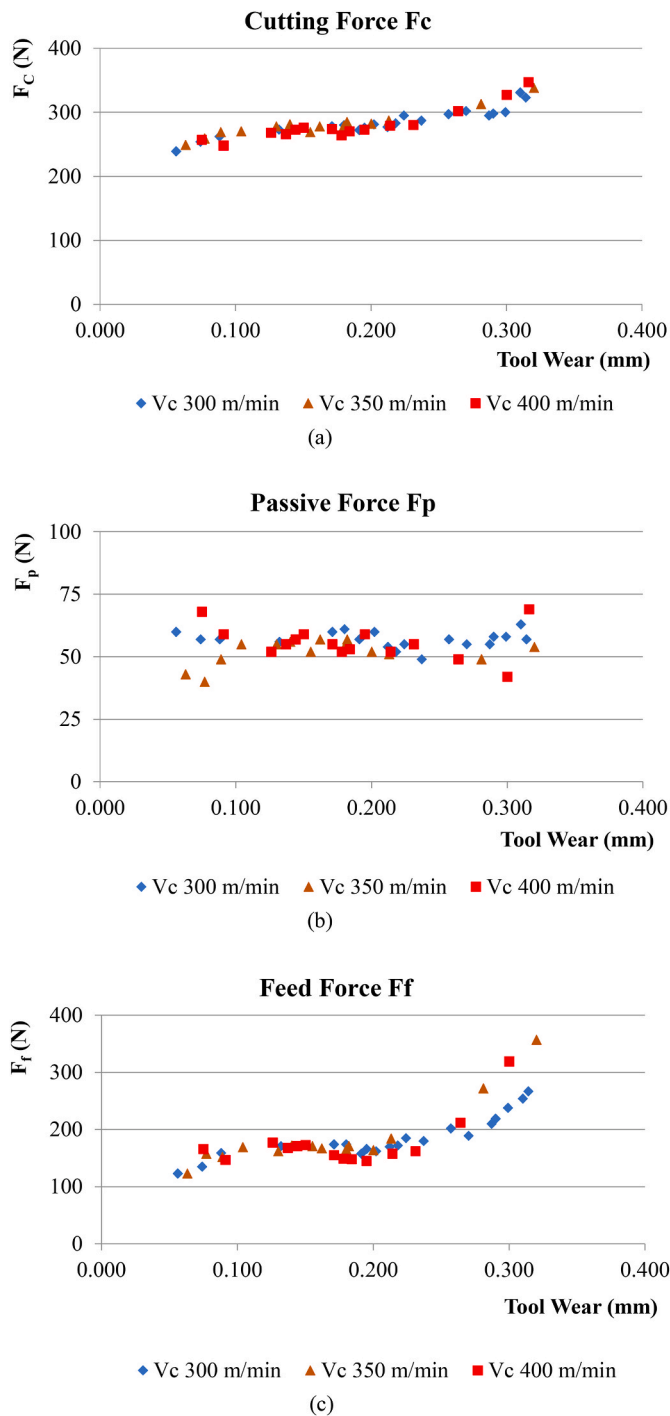 Cutting Force Fc
F_C (N)
400
300
200
100
0
0.000 0.100 0.200 0.300 0.400
Tool Wear (mm)
Vc 300 m/min Vc 350 m/min Vc 400 m/min
(a)
Passive Force Fp
F_p (N)
100
75
50
25
0
0.000 0.100 0.200 0.300 0.400
Tool Wear (mm)
Vc 300 m/min Vc 350 m/min Vc 400 m/min
(b)
Feed Force Ff
F_f (N)
400
300
200
100
0
0.000 0.100 0.200 0.300 0.400
Tool Wear (mm)
Vc 300 m/min Vc 350 m/min Vc 400 m/min
(c)